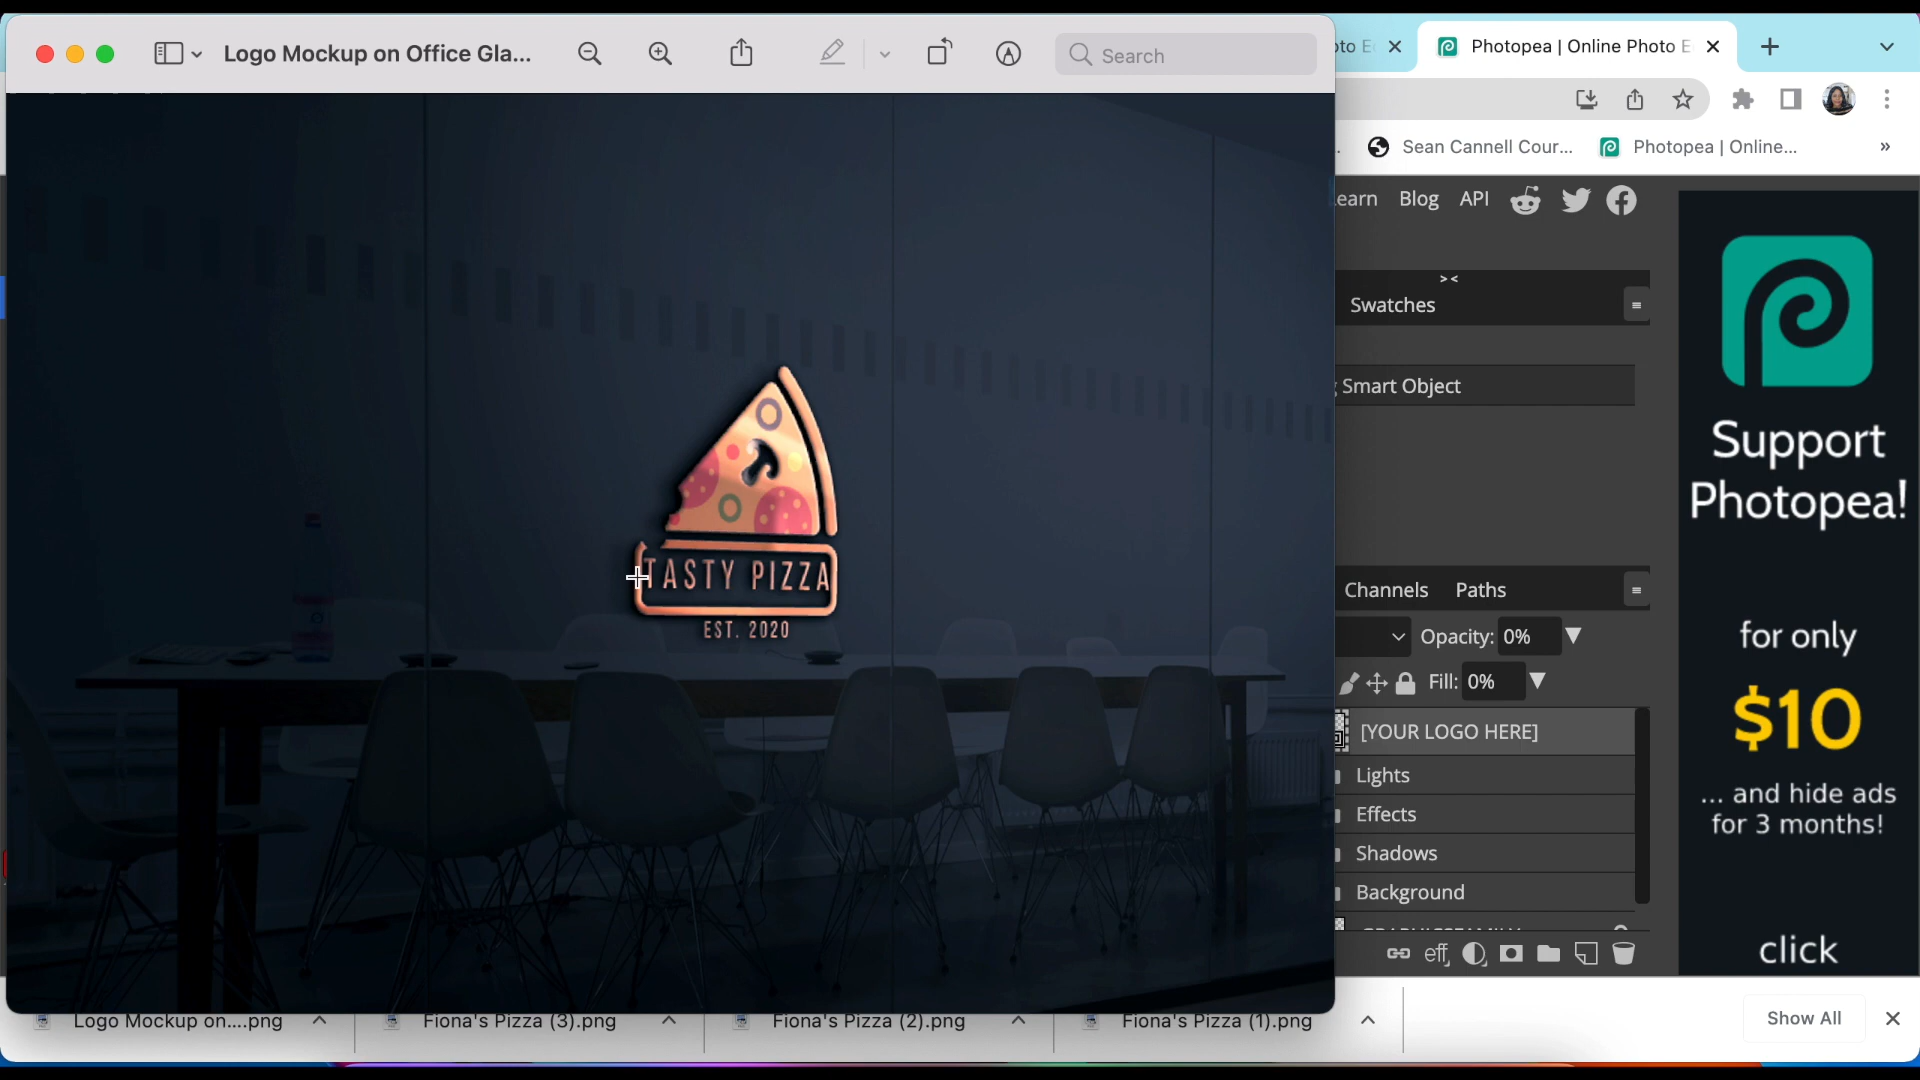 Logo Mockup on Office Gla...
Search
Photopea | Online Photo E
Sean Cannell Cour...
Photopea | Online...
»
Learn Blog API
> <
Swatches
Smart Object
Channels Paths
Opacity: 0%
Fill: 0%
[YOUR LOGO HERE]
Lights
Effects
Shadows
Background
eff
TASTY PIZZA
EST. 2020
Support
Photopea!
for only
$10
... and hide ads
for 3 months!
click
Logo Mockup on....png
Fiona's Pizza (3).png
Fiona's Pizza (2).png
Fiona's Pizza (1).png
Show All